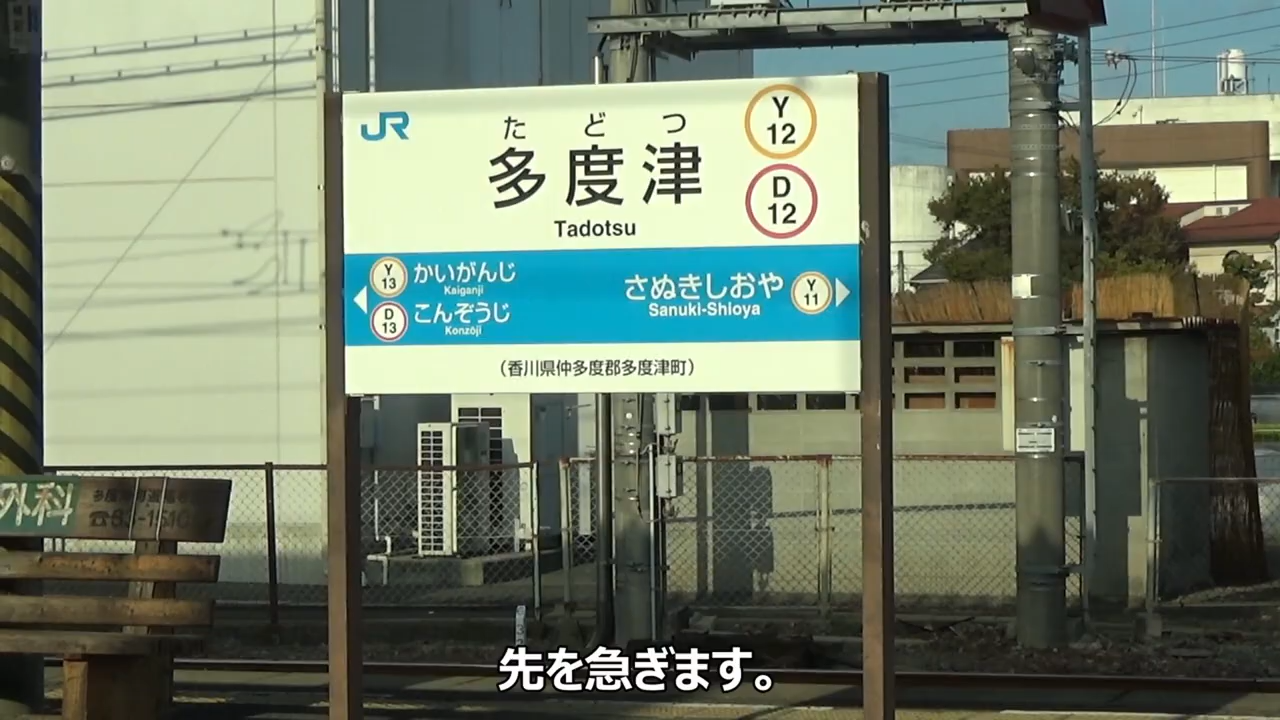 JR
たどつ
多度津
Tadotsu
Y
12
D
12
Y
13
かいがんじ
Kaiganji
D
13
こんぞうじ
Konzōji
さぬきしおや
Sanuki-Shioya
Y
11
(香川県仲多度郡多度津町)
外科
先を急ぎます。